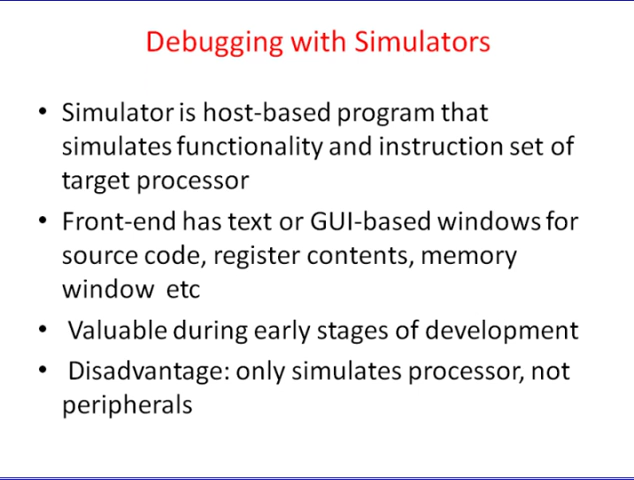 Debugging with Simulators
• Simulator is host-based program that
simulates functionality and instruction set of
target processor
• Front-end has text or GUI-based windows for
source code, register contents, memory
window etc
• Valuable during early stages of development
• Disadvantage: only simulates processor, not
peripherals